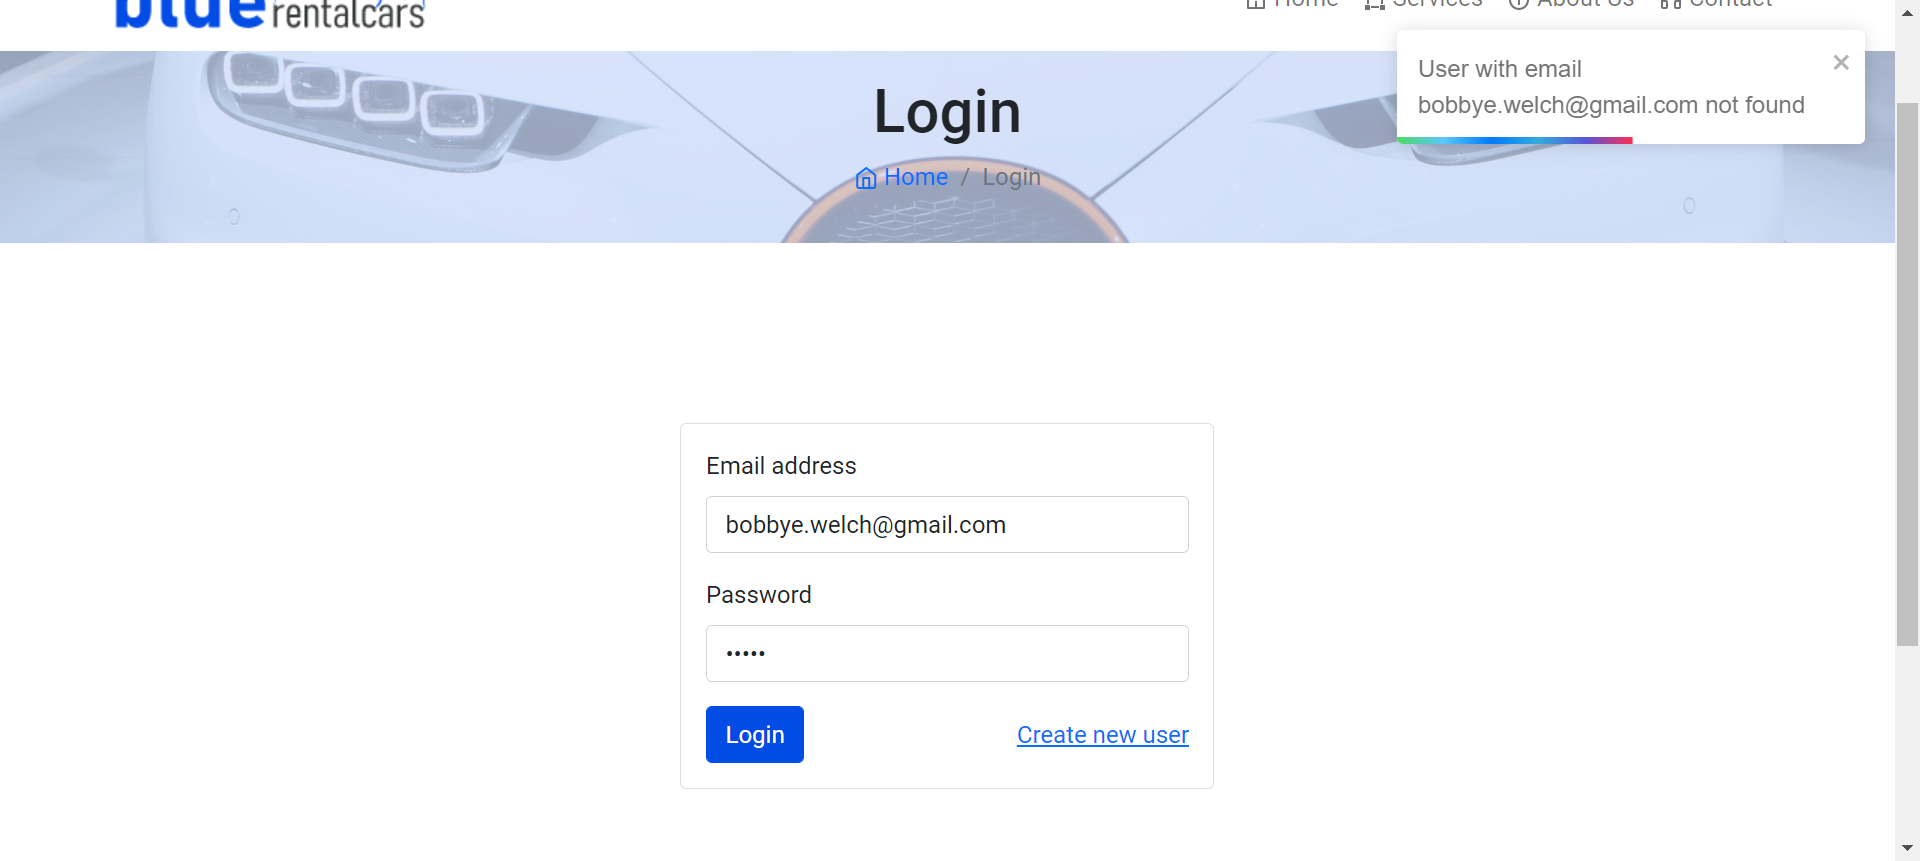 blue rentalcars
Home Services About Us Contact
User with email
bobbye.welch@gmail.com not found
Login
Home / Login
Email address
bobbye.welch@gmail.com
Password
•••••
Login Create new user